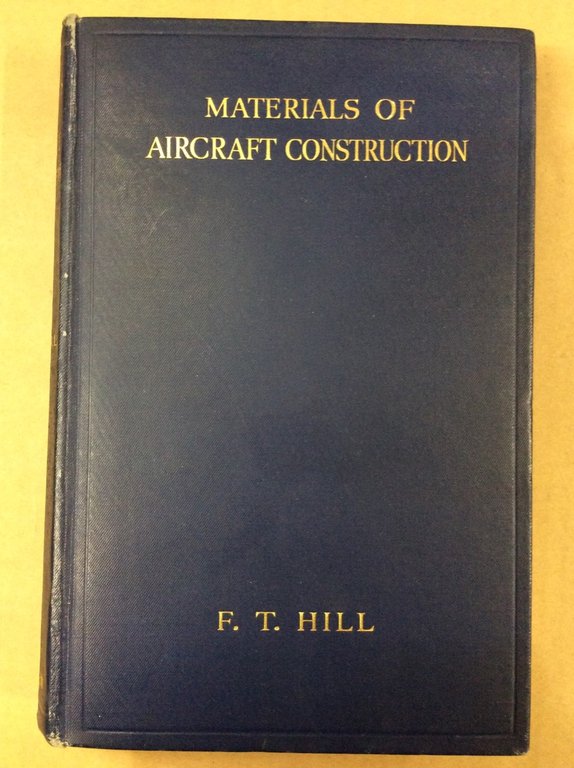 MATERIALS OF
AIRCRAFT CONSTRUCTION
F. T. HILL